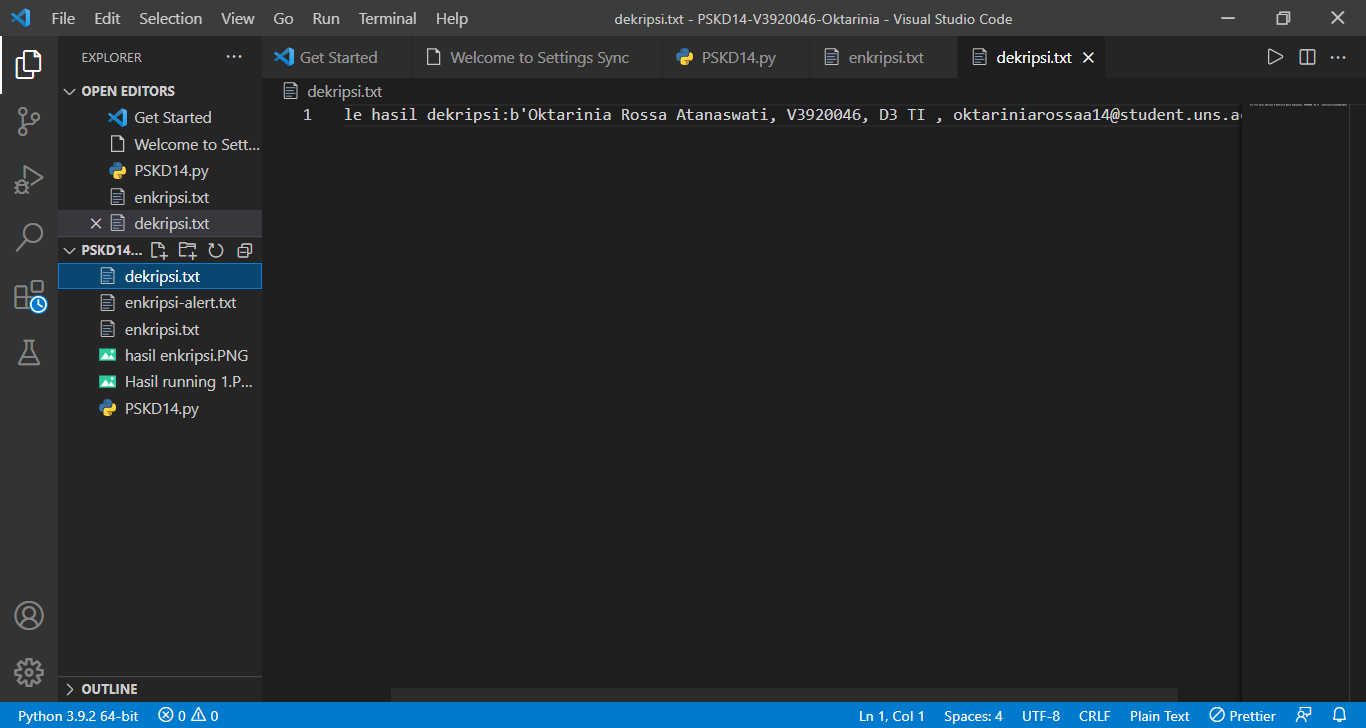 File Edit Selection View Go Run Terminal Help
dekripsi.txt - PSKD14-V3920046-Oktarinia - Visual Studio Code
EXPLORER
Get Started
Welcome to Settings Sync
PSKD14.py
enkripsi.txt
dekripsi.txt
OPEN EDITORS
Get Started
Welcome to Sett...
PSKD14.py
enkripsi.txt
dekripsi.txt
PSKD14...
dekripsi.txt
enkripsi-alert.txt
enkripsi.txt
hasil enkripsi.PNG
Hasil running 1.P...
PSKD14.py
OUTLINE
dekripsi.txt
1 le hasil dekripsi:b'Oktarinia Rossa Atanaswati, V3920046, D3 TI , oktariniarossaa14@student.uns.a
Python 3.9.2 64-bit 0 0 Ln 1, Col 1 Spaces: 4 UTF-8 CRLF Plain Text Prettier